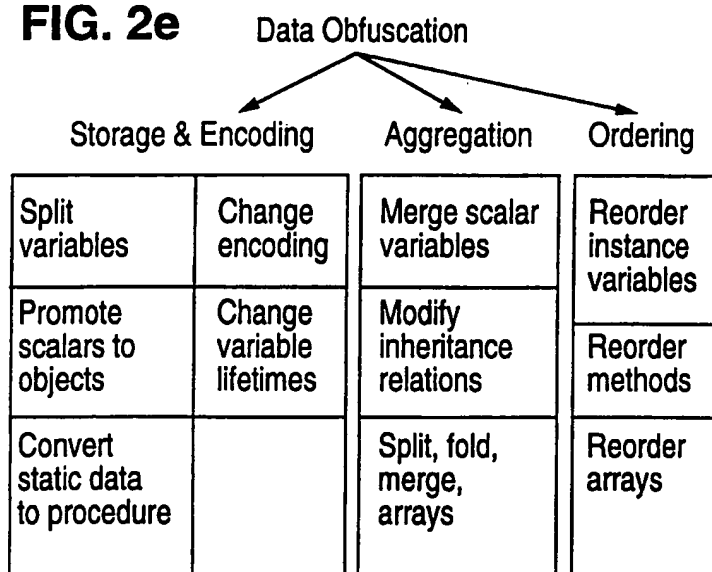 FIG. 2e
Data Obfuscation
Storage & Encoding
Aggregation
Ordering
Split
variables
Change
encoding
Merge scalar
variables
Reorder
instance
variables
Promote
scalars to
objects
Change
variable
lifetimes
Modify
inheritance
relations
Reorder
methods
Convert
static data
to procedure
Split, fold,
merge,
arrays
Reorder
arrays